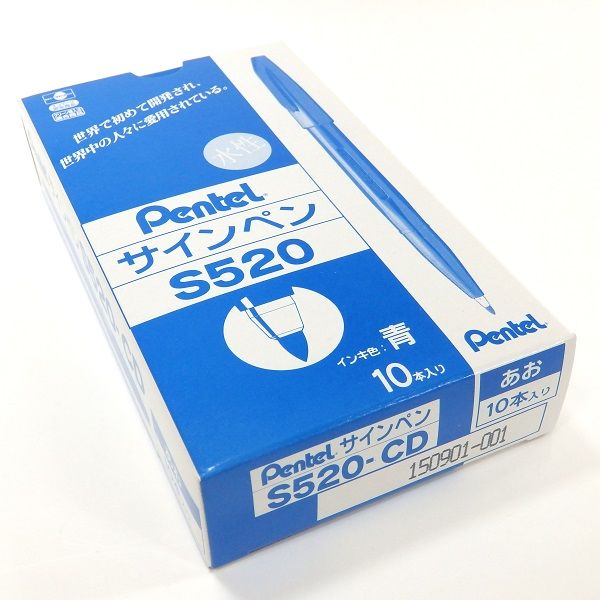 世界で初めて開発され、
世界中の人々に愛用されている。
水性
Pentel
サインペン
S520
インキ色：青
10本入り
Pentel
Pentel サインペン
S520-CD
あお
10本入り
150901-001